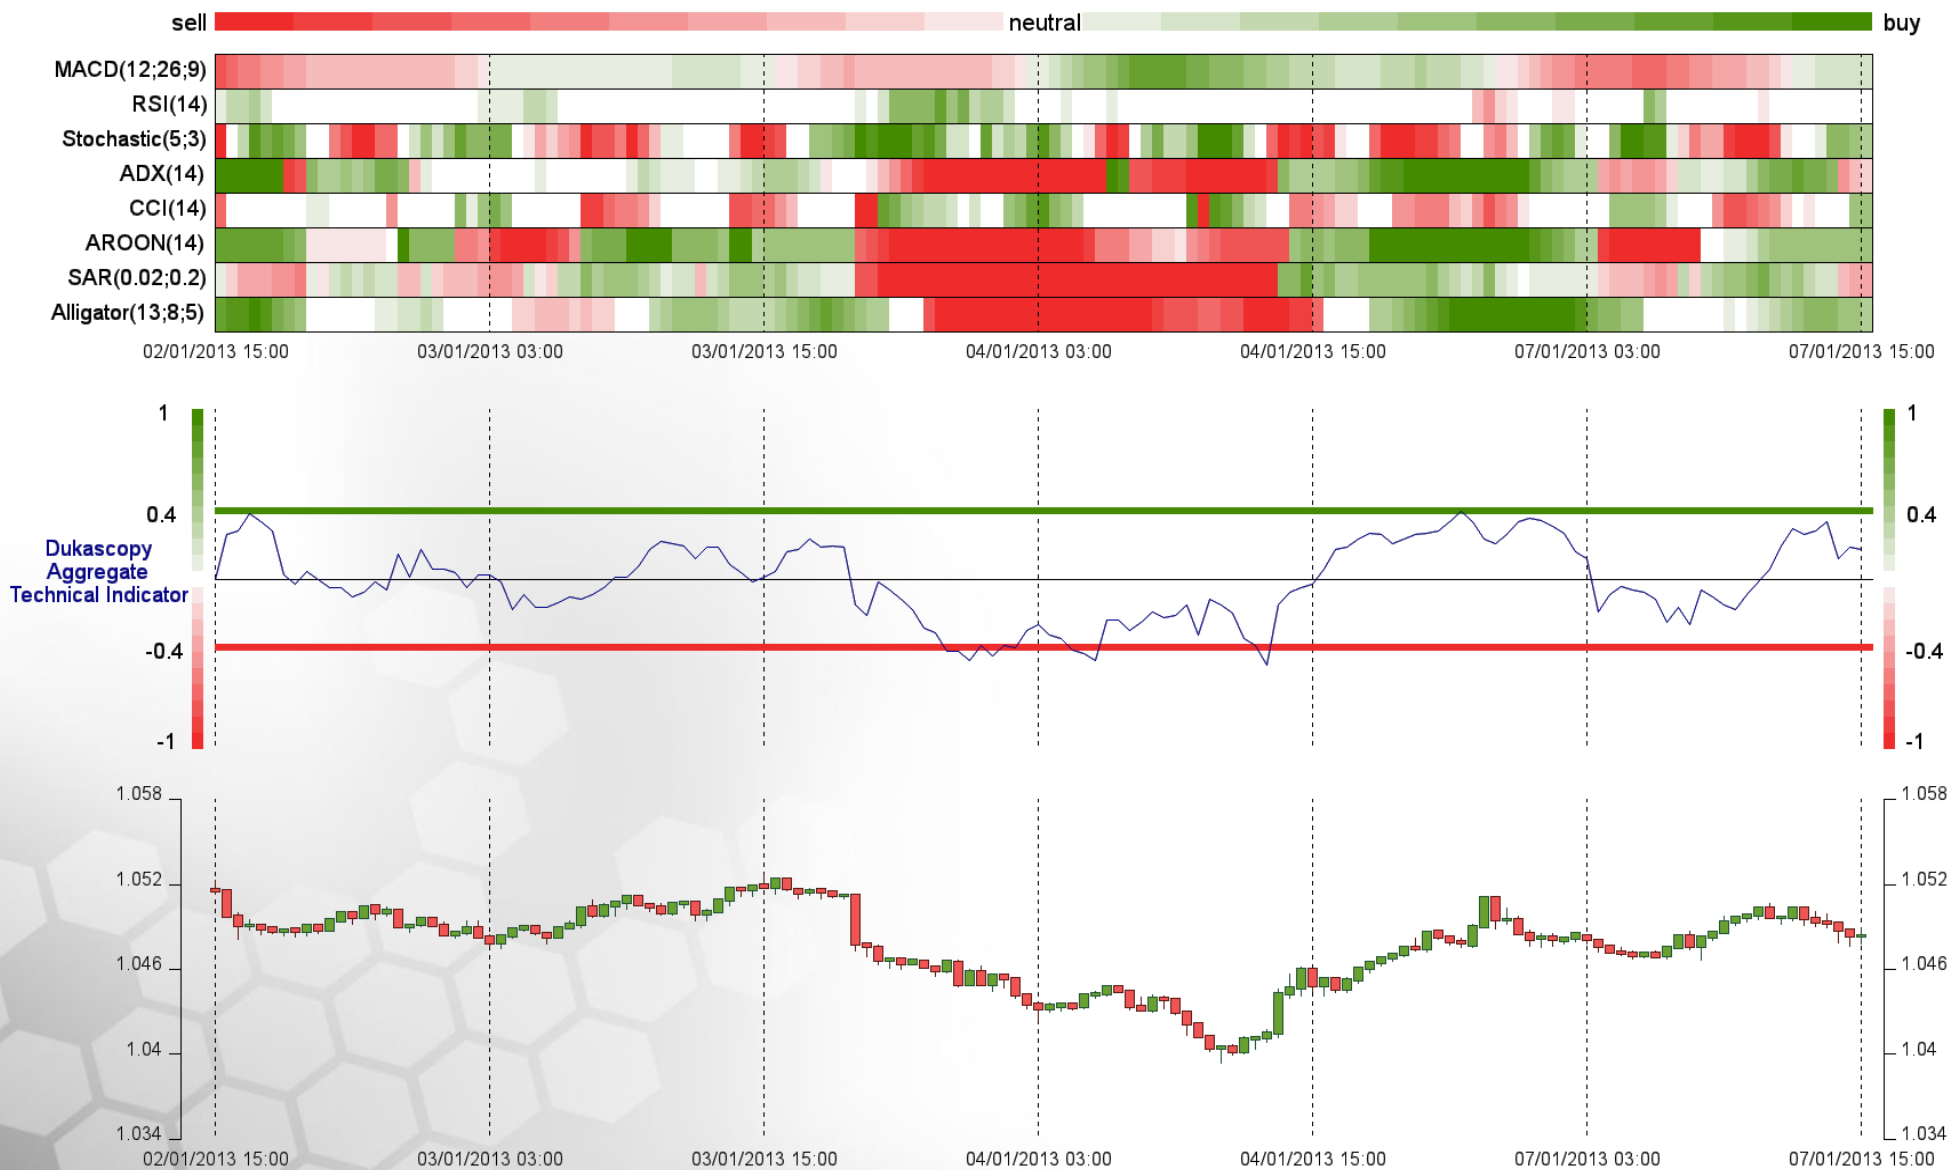 sell neutral buy
MACD(12;26;9)
RSI(14)
Stochastic(5;3)
ADX(14)
CCI(14)
AROON(14)
SAR(0.02;0.2)
Alligator(13;8;5)
02/01/2013 15:00 03/01/2013 03:00 03/01/2013 15:00 04/01/2013 03:00 04/01/2013 15:00 07/01/2013 03:00 07/01/2013 15:00
1 1
0.4 0.4
Dukascopy
Aggregate
Technical Indicator
-0.4 -0.4
-1 -1
1.058 1.058
1.052 1.052
1.046 1.046
1.04 1.04
1.034 1.034
02/01/2013 15:00 03/01/2013 03:00 03/01/2013 15:00 04/01/2013 03:00 04/01/2013 15:00 07/01/2013 03:00 07/01/2013 15:00